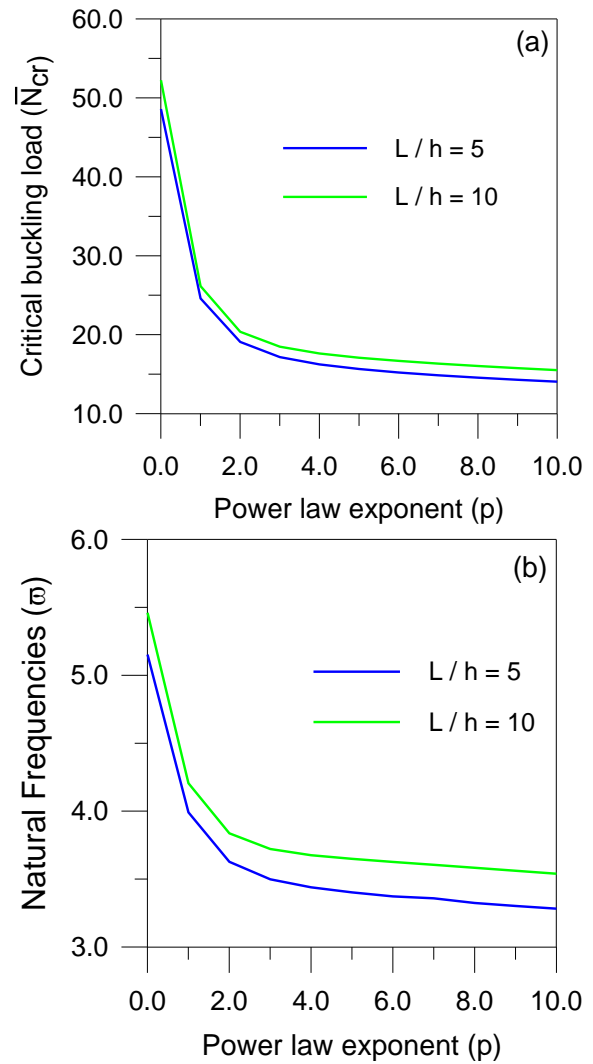 60.0
(a)
50.0
L / h = 5
40.0
L / h = 10
30.0
20.0
10.0
Critical buckling load (N̅cr)
0.0 2.0 4.0 6.0 8.0 10.0
Power law exponent (p)
6.0
(b)
L / h = 5
5.0
L / h = 10
4.0
3.0
Natural Frequencies (ϖ)
0.0 2.0 4.0 6.0 8.0 10.0
Power law exponent (p)